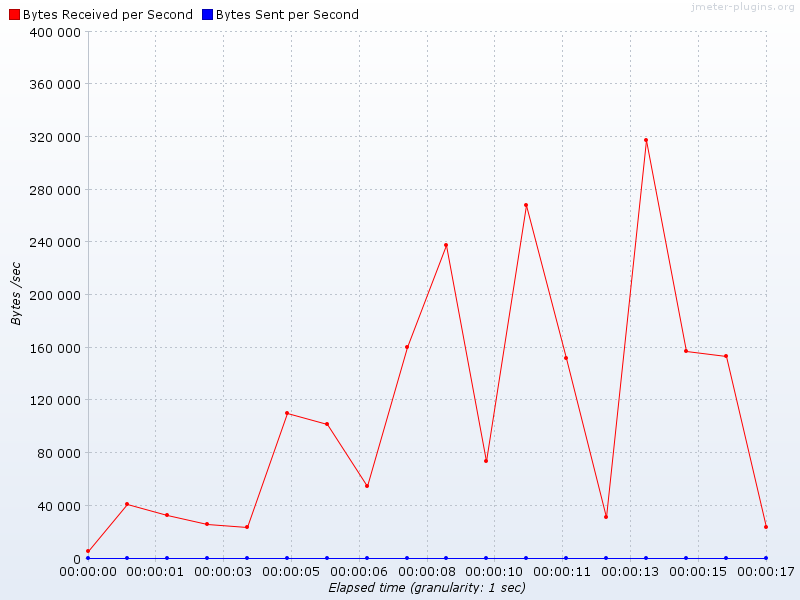 jmeter-plugins.org
Bytes Received per Second Bytes Sent per Second
400 000
360 000
320 000
280 000
240 000
200 000
160 000
120 000
80 000
40 000
0
Bytes /sec
00:00:00 00:00:01 00:00:03 00:00:05 00:00:06 00:00:08 00:00:10 00:00:11 00:00:13 00:00:15 00:00:17
Elapsed time (granularity: 1 sec)